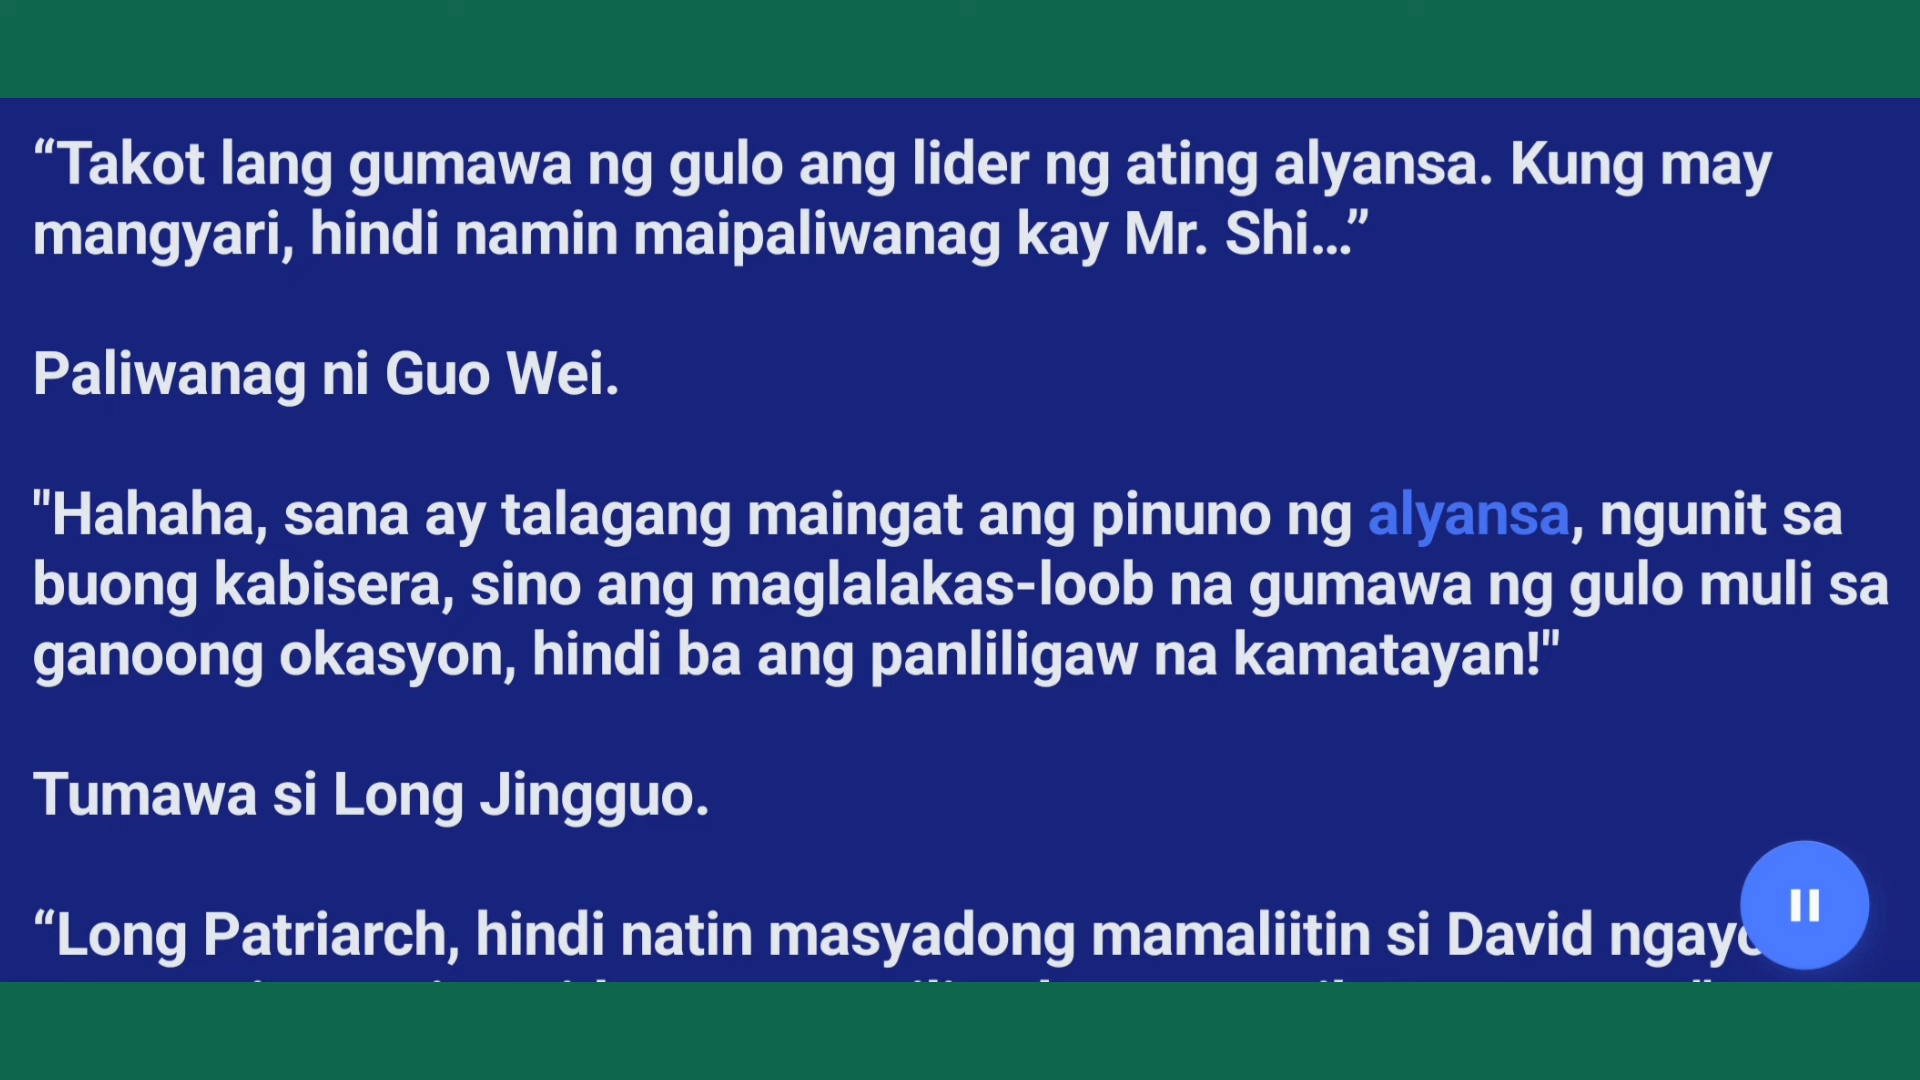 “Takot lang gumawa ng gulo ang lider ng ating alyansa. Kung may
mangyari, hindi namin maipaliwanag kay Mr. Shi…”
Paliwanag ni Guo Wei.
"Hahaha, sana ay talagang maingat ang pinuno ng alyansa, ngunit sa
buong kabisera, sino ang maglalakas-loob na gumawa ng gulo muli sa
ganoong okasyon, hindi ba ang panliligaw na kamatayan!"
Tumawa si Long Jingguo.
“Long Patriarch, hindi natin masyadong mamaliitin si David